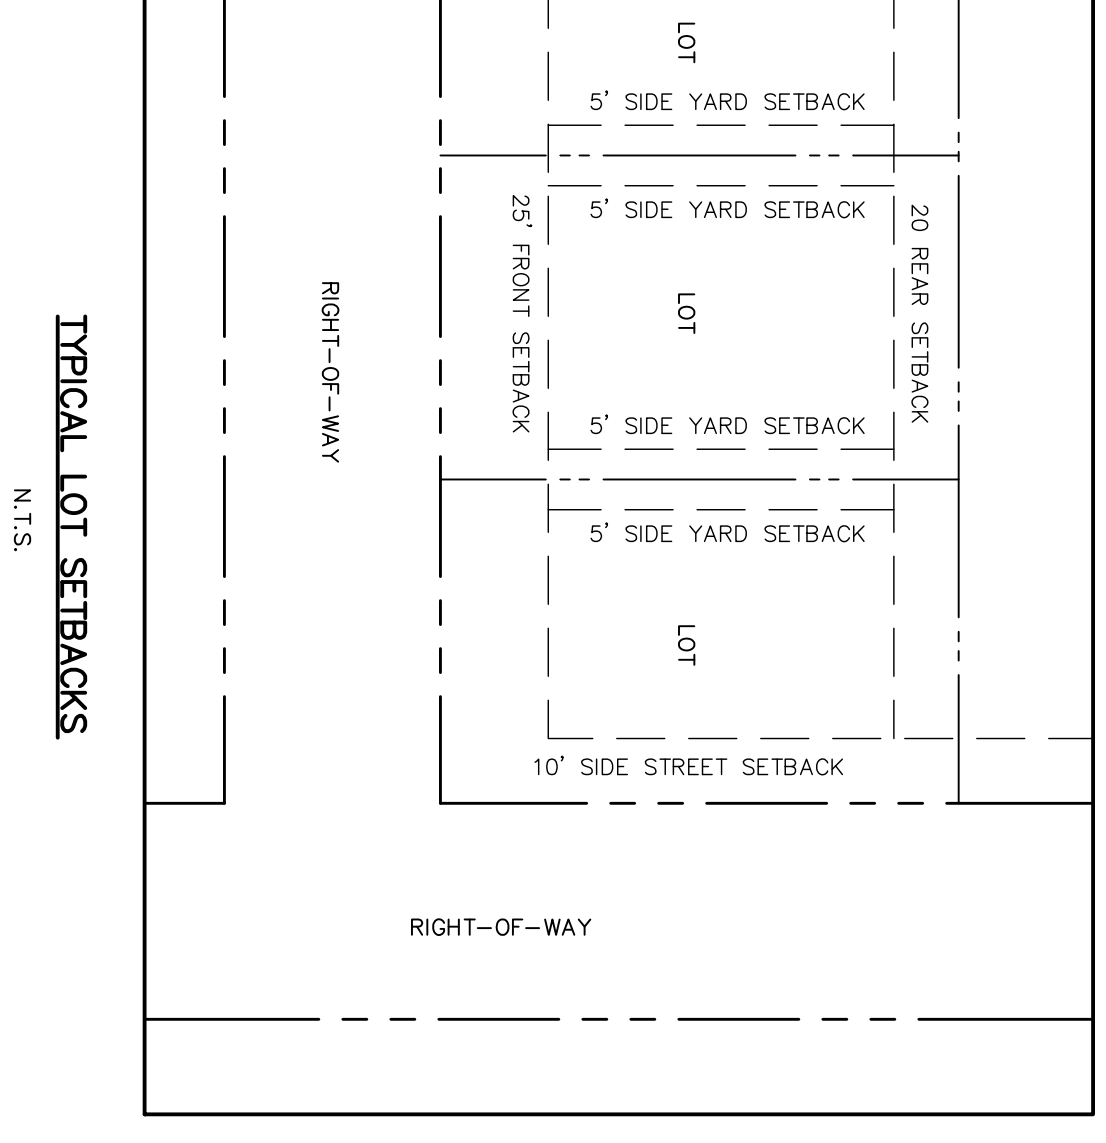 LOT
5' SIDE YARD SETBACK
5' SIDE YARD SETBACK
25' FRONT SETBACK
20 REAR SETBACK
LOT
RIGHT-OF-WAY
5' SIDE YARD SETBACK
5' SIDE YARD SETBACK
LOT
10' SIDE STREET SETBACK
RIGHT-OF-WAY
TYPICAL LOT SETBACKS
N.T.S.